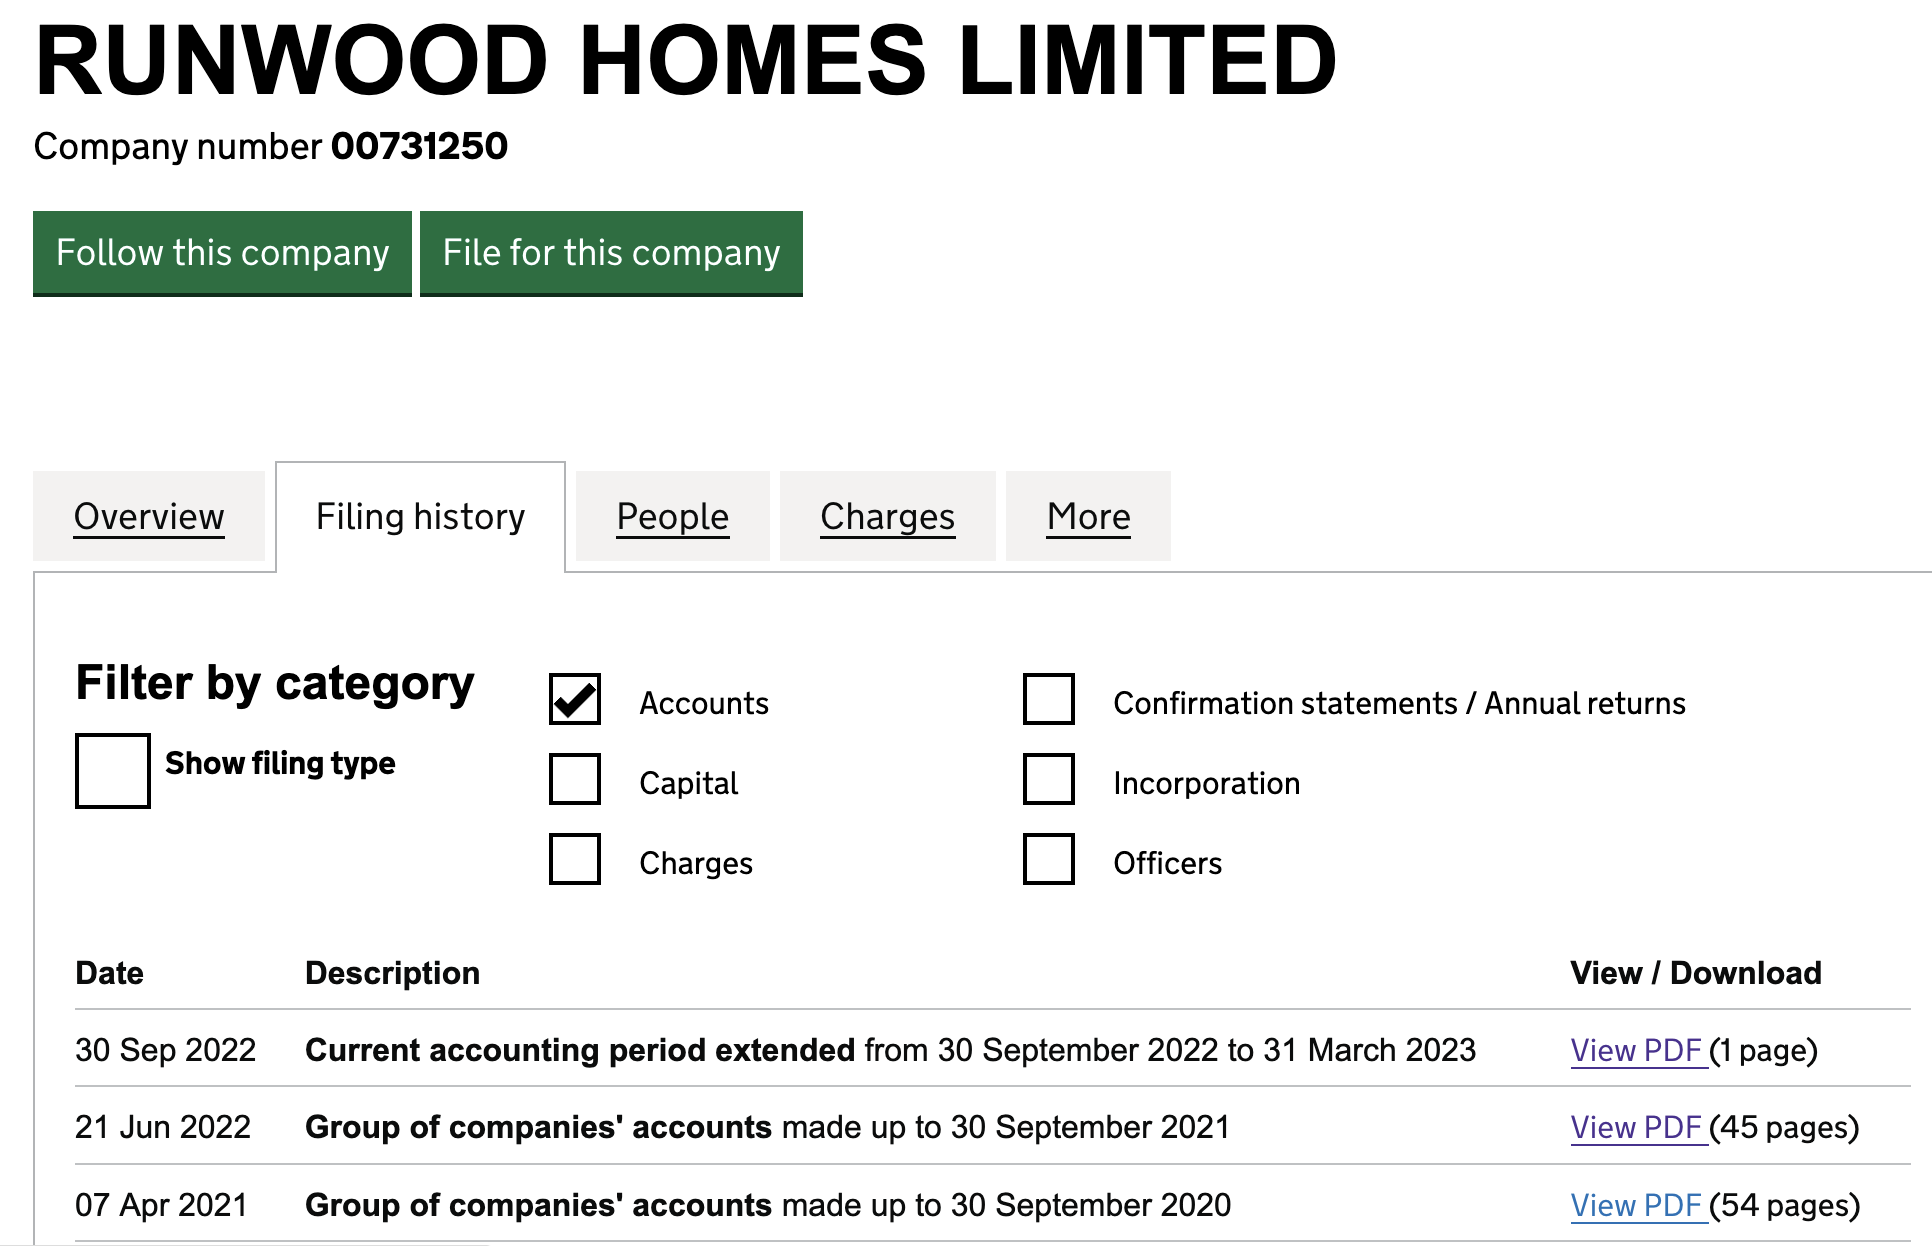 RUNWOOD HOMES LIMITED
Company number 00731250
Follow this company File for this company
Overview Filing history People Charges More
Filter by category
Show filing type
Accounts Confirmation statements / Annual returns
Capital Incorporation
Charges Officers
Date Description View / Download
30 Sep 2022 Current accounting period extended from 30 September 2022 to 31 March 2023 View PDF (1 page)
21 Jun 2022 Group of companies' accounts made up to 30 September 2021 View PDF (45 pages)
07 Apr 2021 Group of companies' accounts made up to 30 September 2020 View PDF (54 pages)